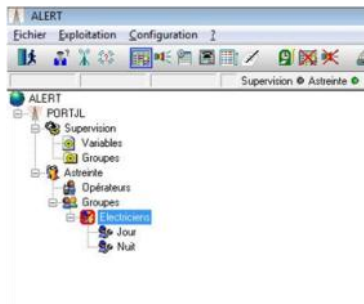 ALERT
Fichier Exploitation Configuration ?
Supervision Astreinte
ALERT
PORTJL
Supervision
Variables
Groupes
Astreinte
Opérateurs
Groupes
Electriciens
Jour
Nuit